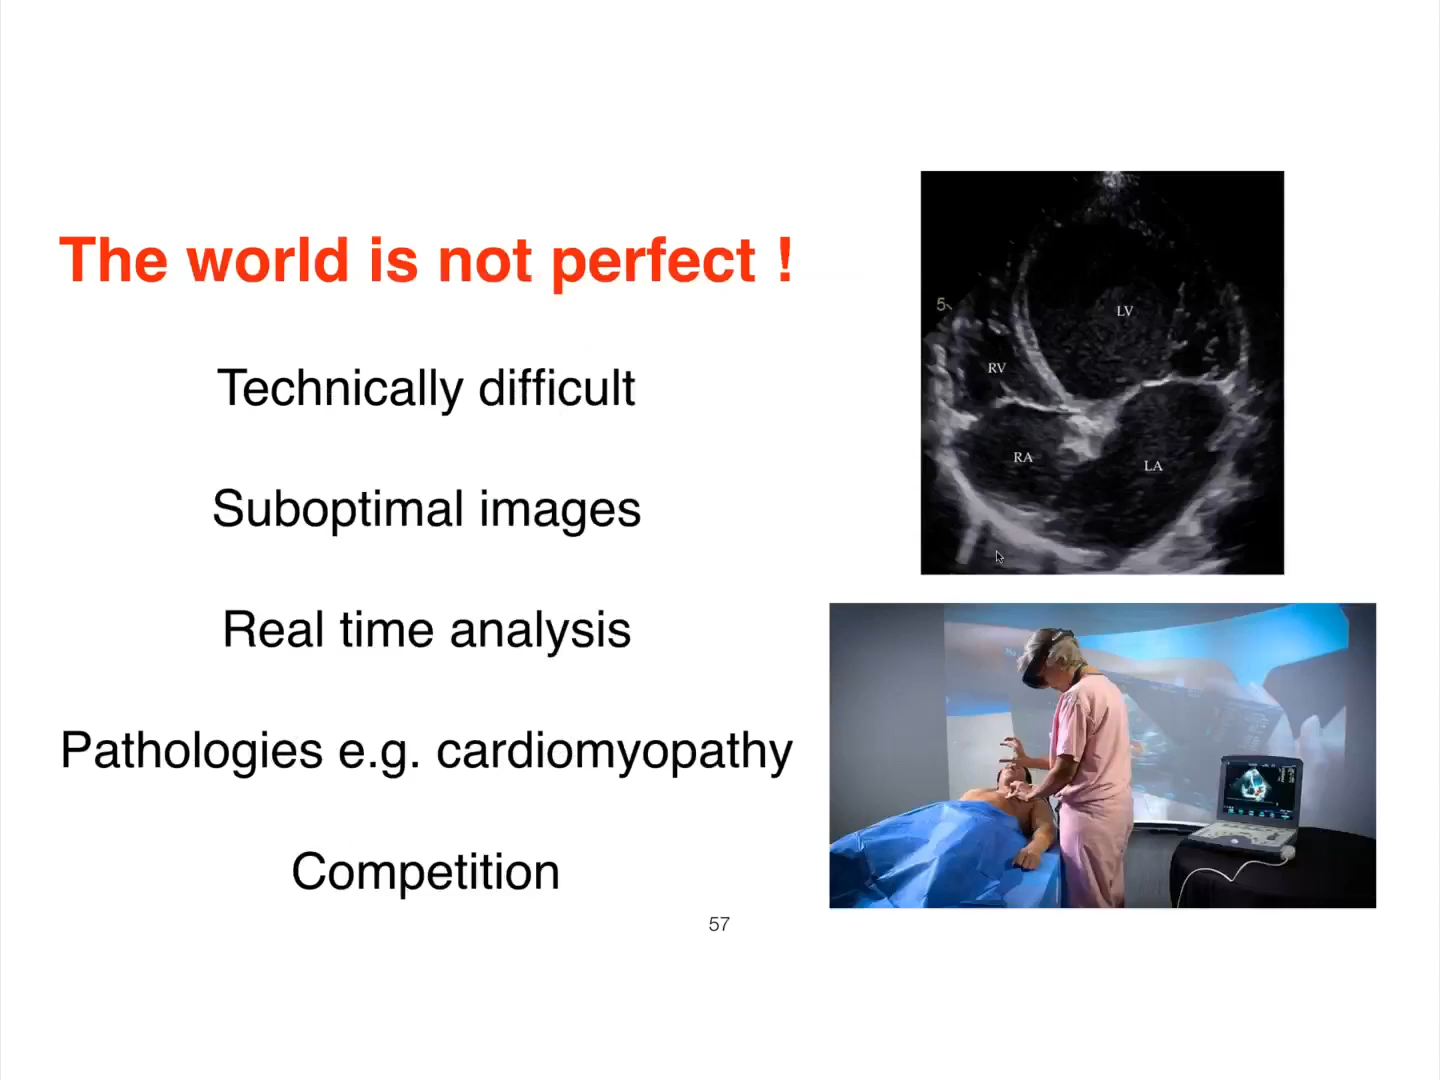 The world is not perfect !
Technically difficult
Suboptimal images
Real time analysis
Pathologies e.g. cardiomyopathy
Competition
57
5
LV
RV
RA
LA